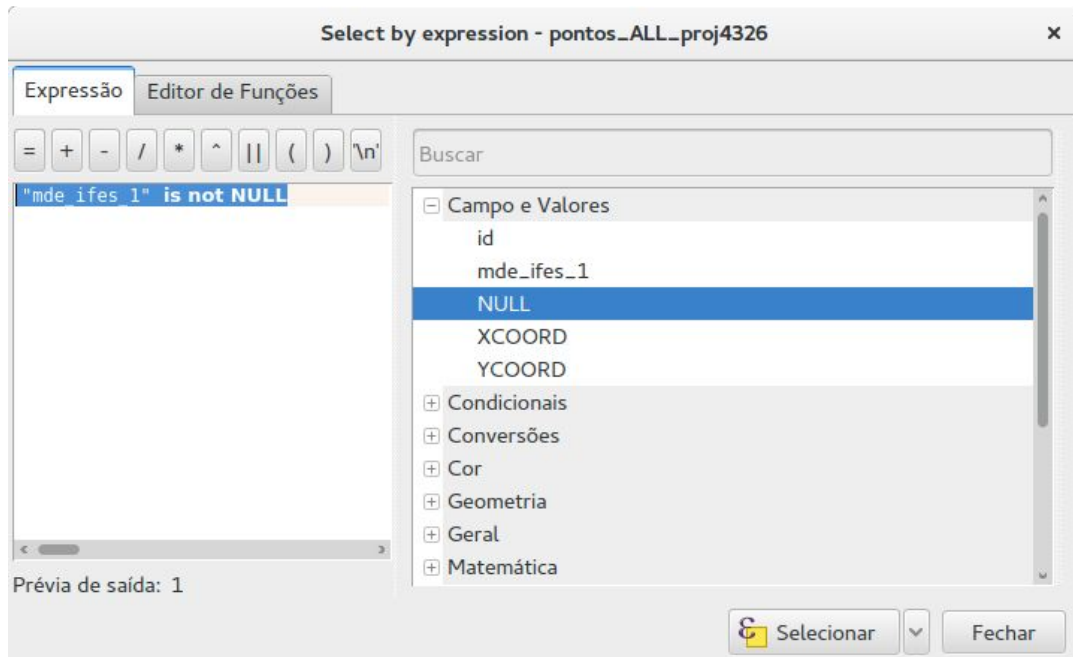 Select by expression - pontos_ALL_proj4326 ×
Expressão Editor de Funções
= + - / * ^ || ( ) '\n'
Buscar
"mde_ifes_1" is not NULL
Campo e Valores
id
mde_ifes_1
NULL
XCOORD
YCOORD
Condicionais
Conversões
Cor
Geometria
Geral
Matemática
Prévia de saída: 1
ε Selecionar Fechar